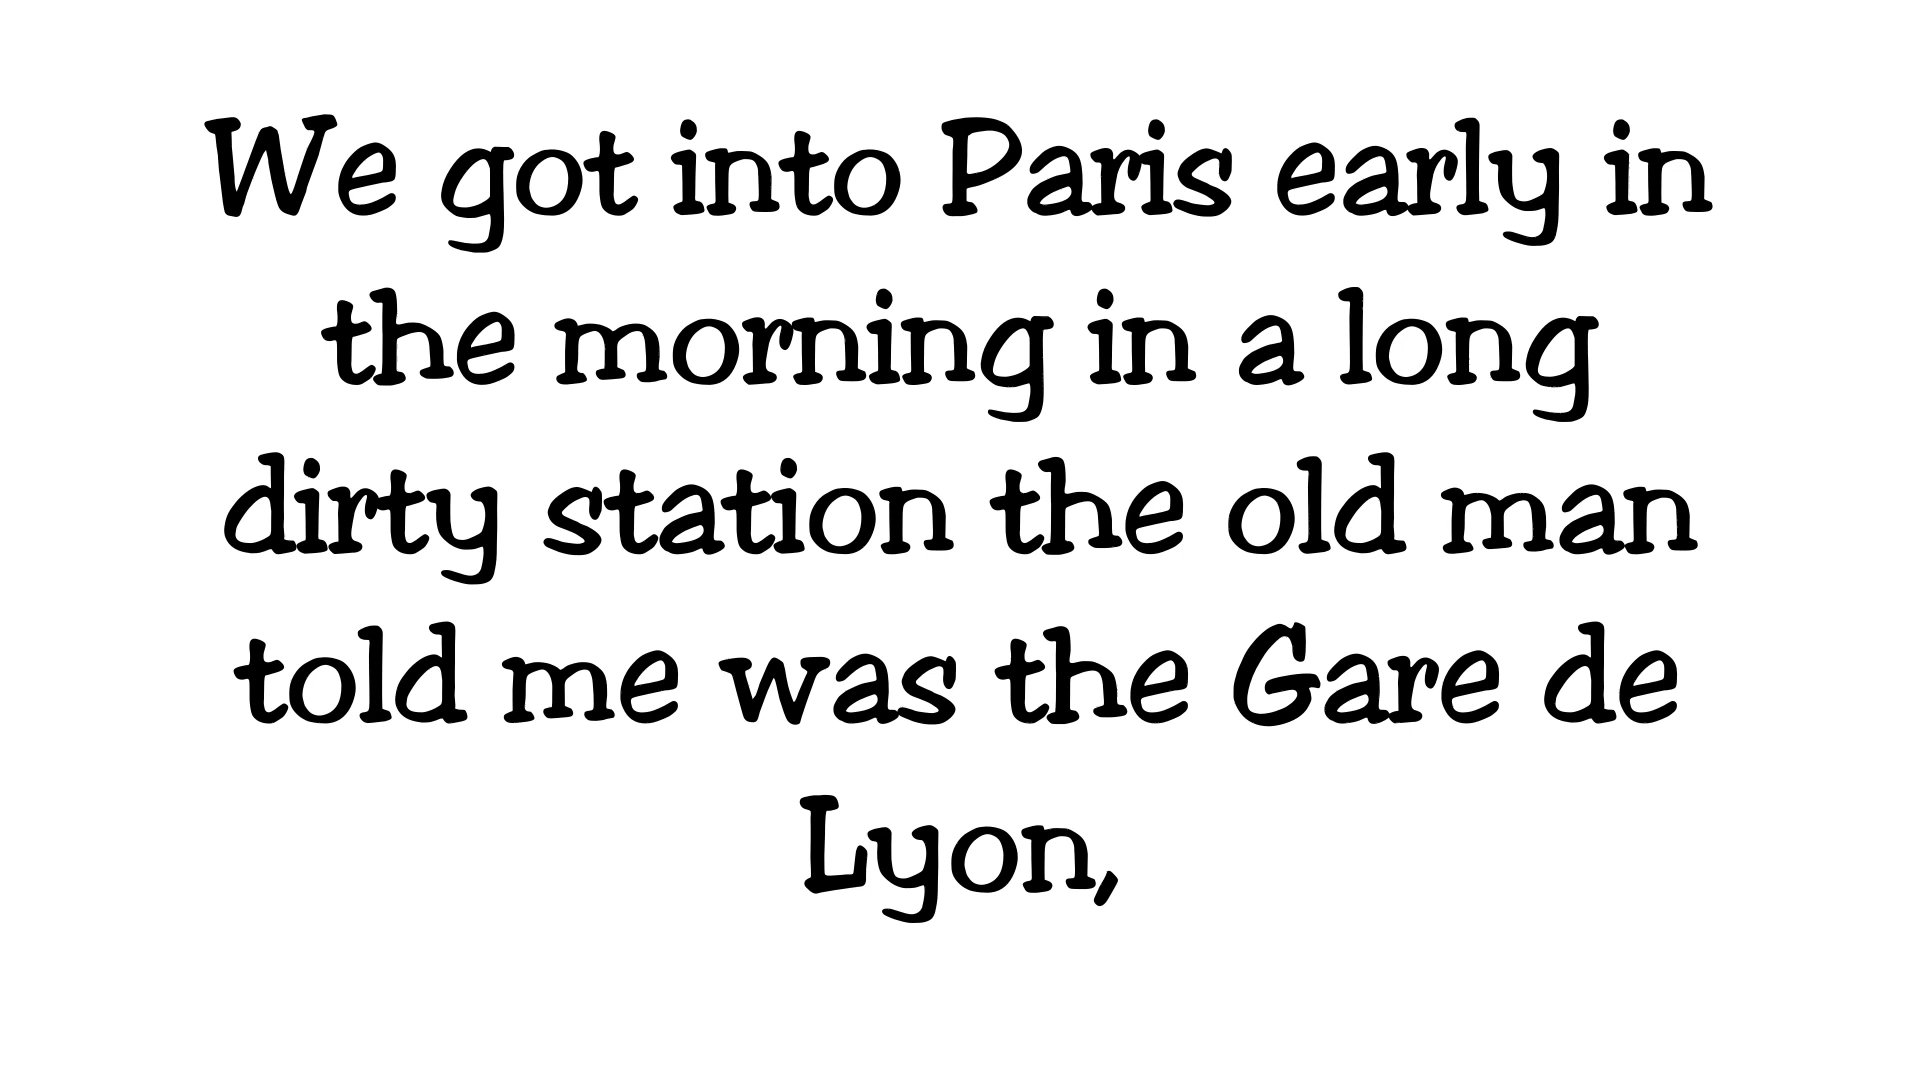 We got into Paris early in
the morning in a long
dirty station the old man
told me was the Gare de
Lyon,